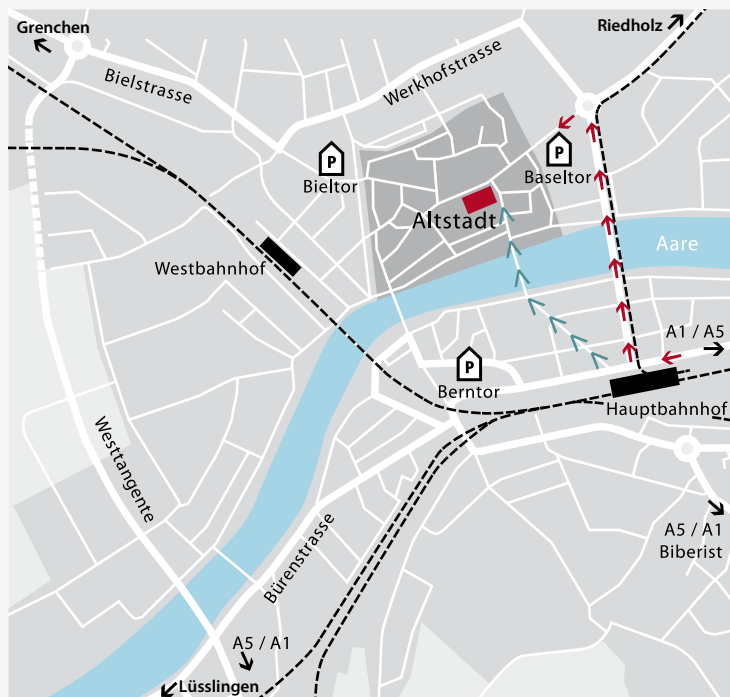 Grenchen
Riedholz
Bielstrasse
Werkhofstrasse
P
Bieltor
P
Baseltor
Altstadt
Aare
Westbahnhof
A1 / A5
P
Berntor
Hauptbahnhof
Westtangente
Bürenstrasse
A5 / A1
Biberist
A5 / A1
Lüsslingen